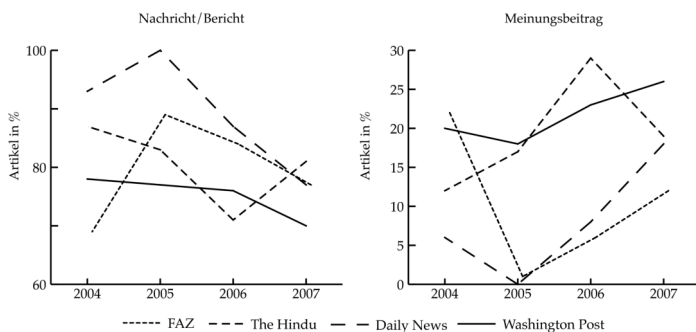 Nachricht/Bericht
Artikel in %
100
80
60
2004 2005 2006 2007
Meinungsbeitrag
Artikel in %
30
25
20
15
10
5
0
2004 2005 2006 2007
FAZ The Hindu Daily News Washington Post